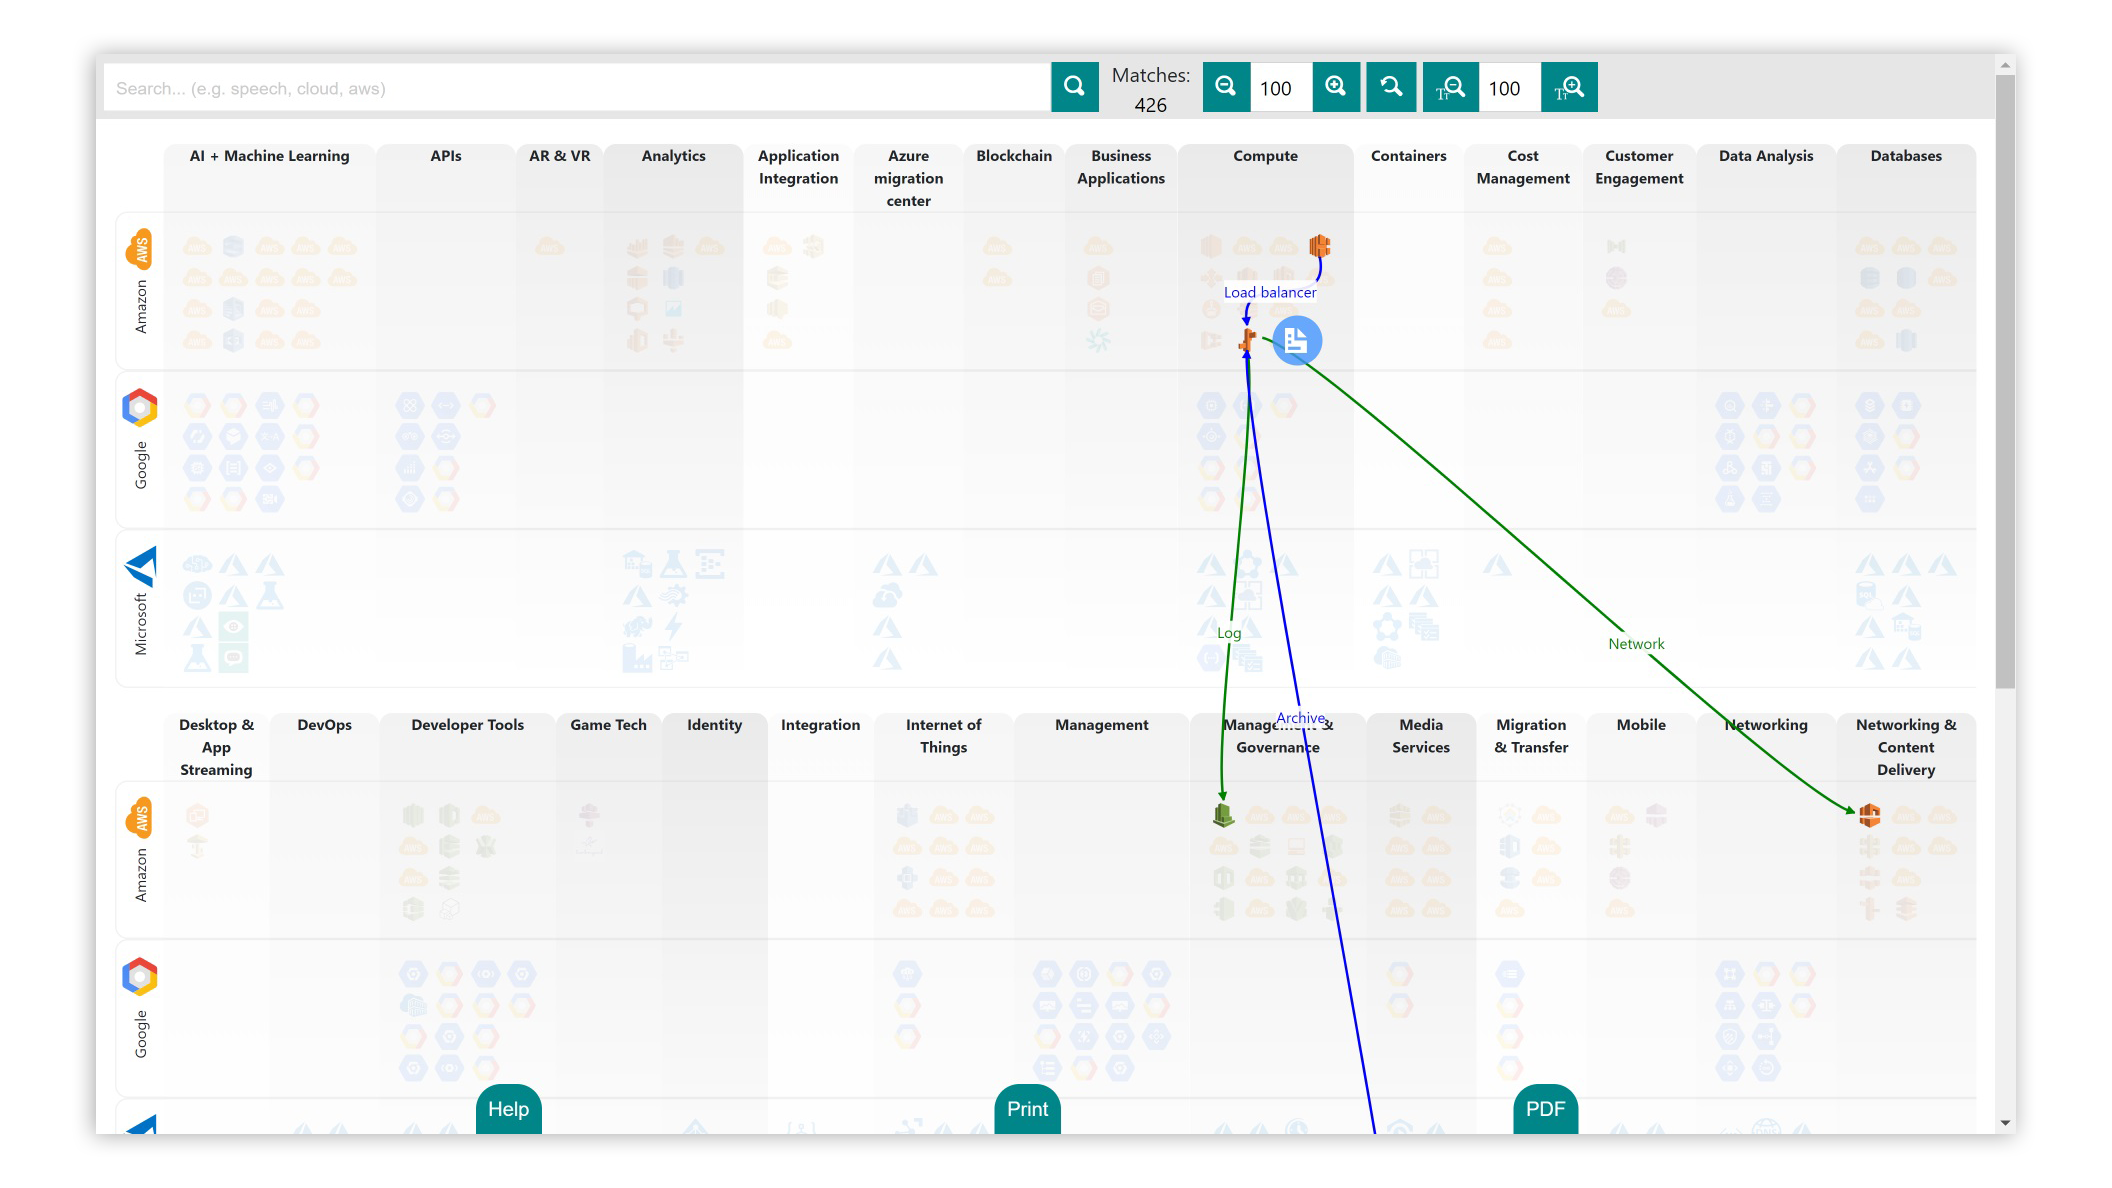 Search... (e.g. speech, cloud, aws)
Matches:
426
100
100
AI + Machine Learning
APIs
AR & VR
Analytics
Application
Integration
Azure
migration
center
Blockchain
Business
Applications
Compute
Containers
Cost
Management
Customer
Engagement
Data Analysis
Databases
AWS
Amazon
Load balancer
Google
Microsoft
Log
Network
Archive
Desktop &
App
Streaming
DevOps
Developer Tools
Game Tech
Identity
Integration
Internet of
Things
Management
Management &
Governance
Media
Services
Migration
& Transfer
Mobile
Networking
Networking &
Content
Delivery
AWS
Amazon
Google
Help
Print
PDF